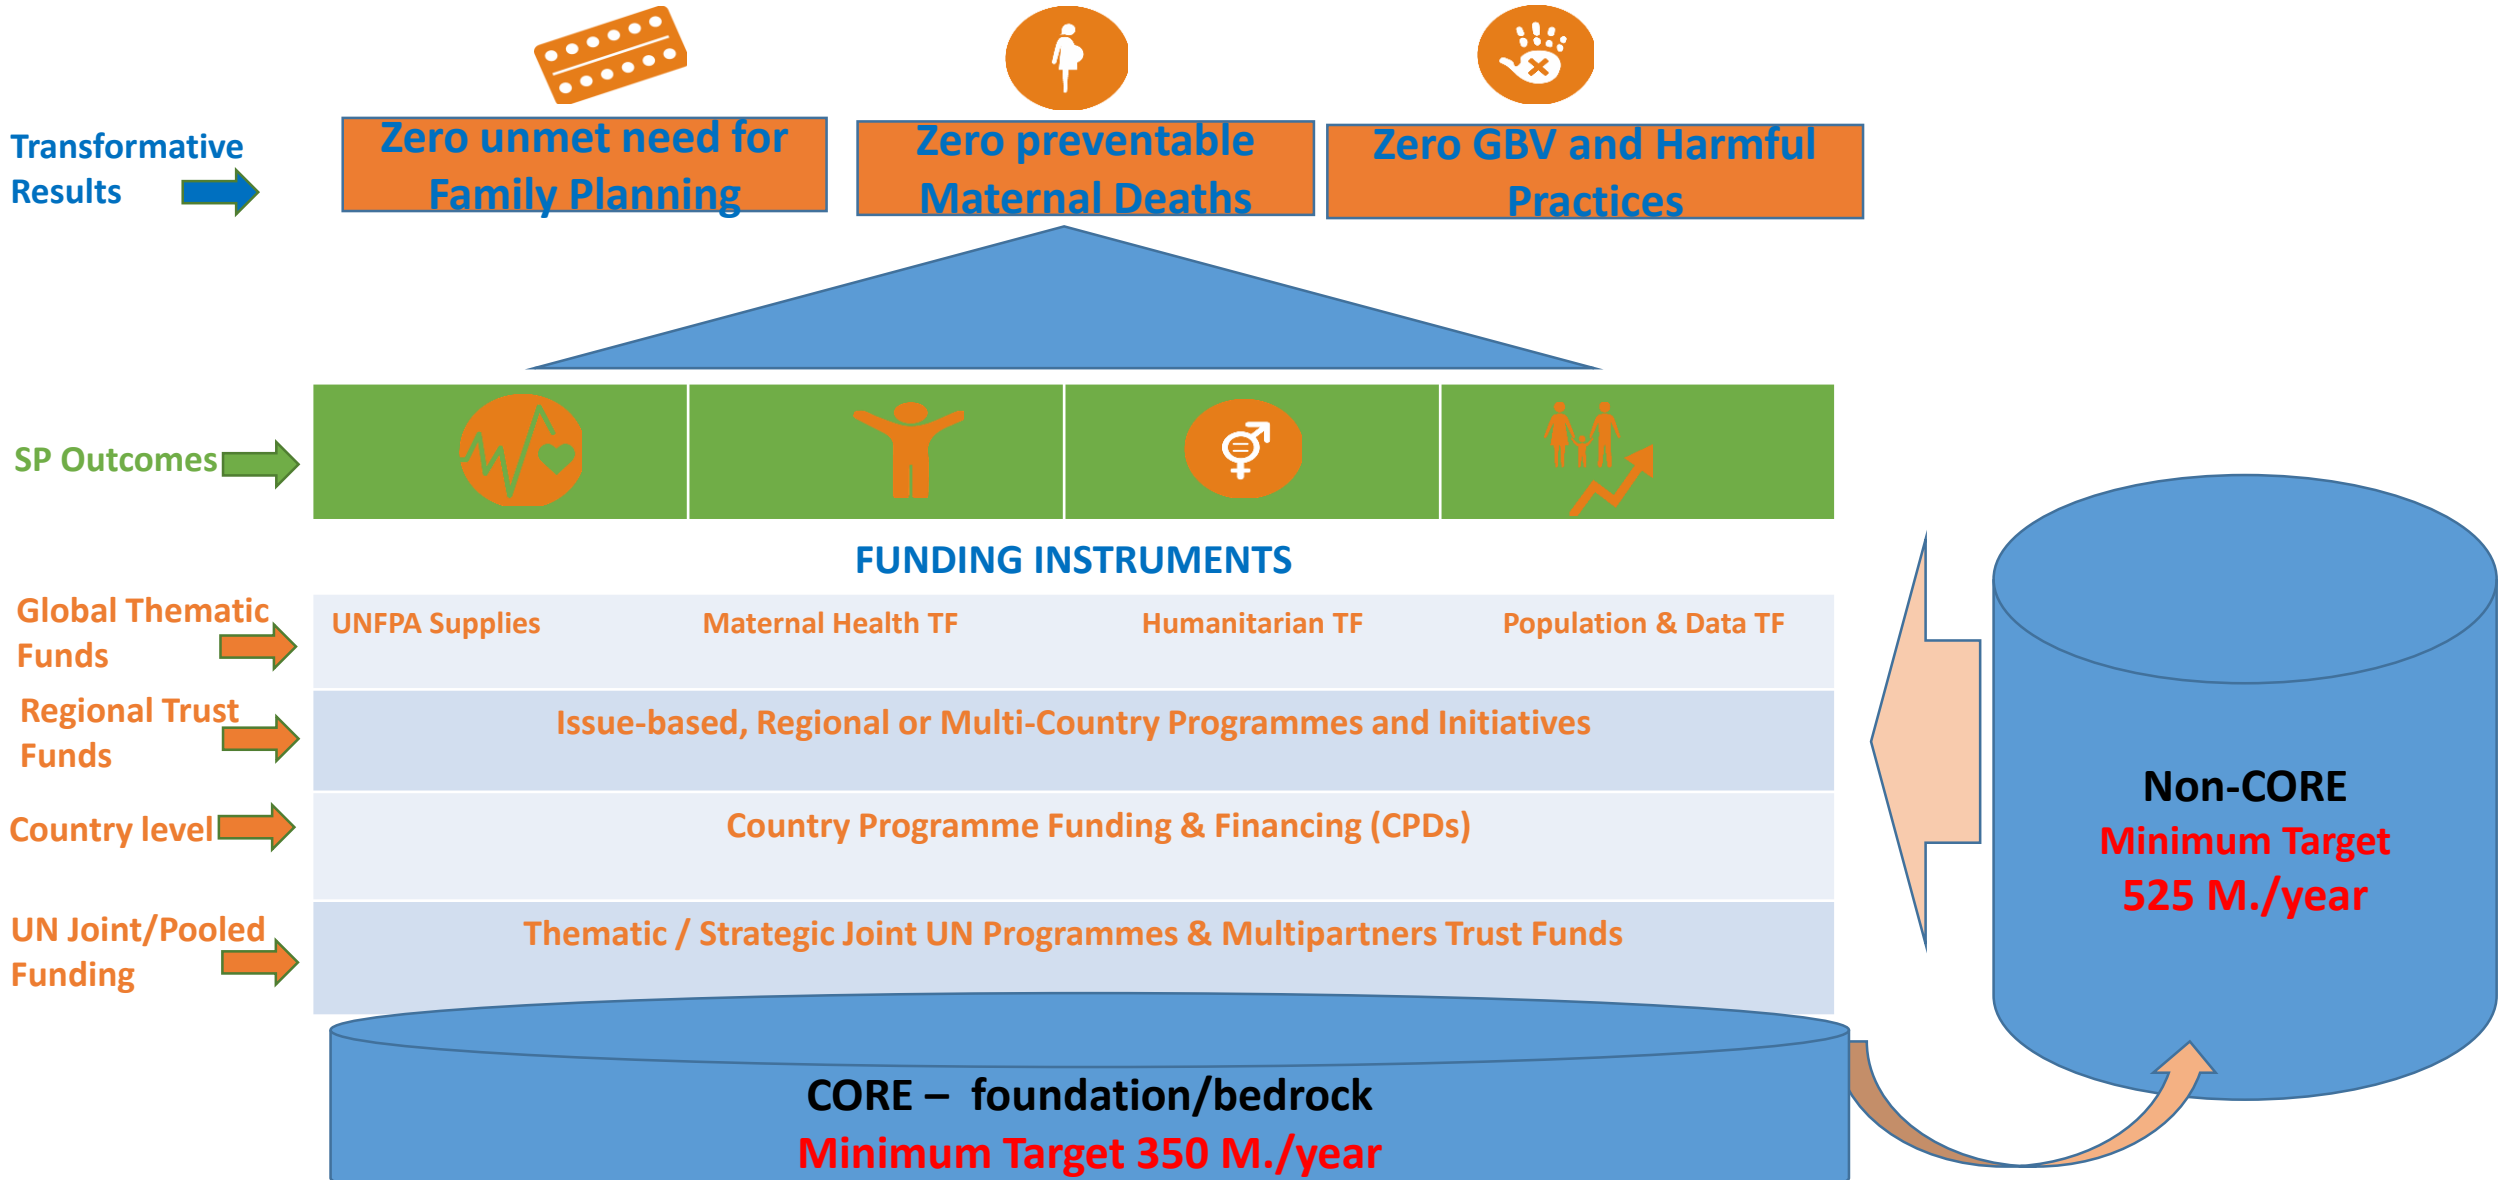 Transformative
Results
Zero unmet need for
Family Planning
Zero preventable
Maternal Deaths
Zero GBV and Harmful
Practices
SP Outcomes
FUNDING INSTRUMENTS
Global Thematic
Funds
UNFPA Supplies
Maternal Health TF
Humanitarian TF
Population & Data TF
Regional Trust
Funds
Issue-based, Regional or Multi-Country Programmes and Initiatives
Country level
Country Programme Funding & Financing (CPDs)
UN Joint/Pooled
Funding
Thematic / Strategic Joint UN Programmes & Multipartners Trust Funds
Non-CORE
Minimum Target
525 M./year
CORE – foundation/bedrock
Minimum Target 350 M./year